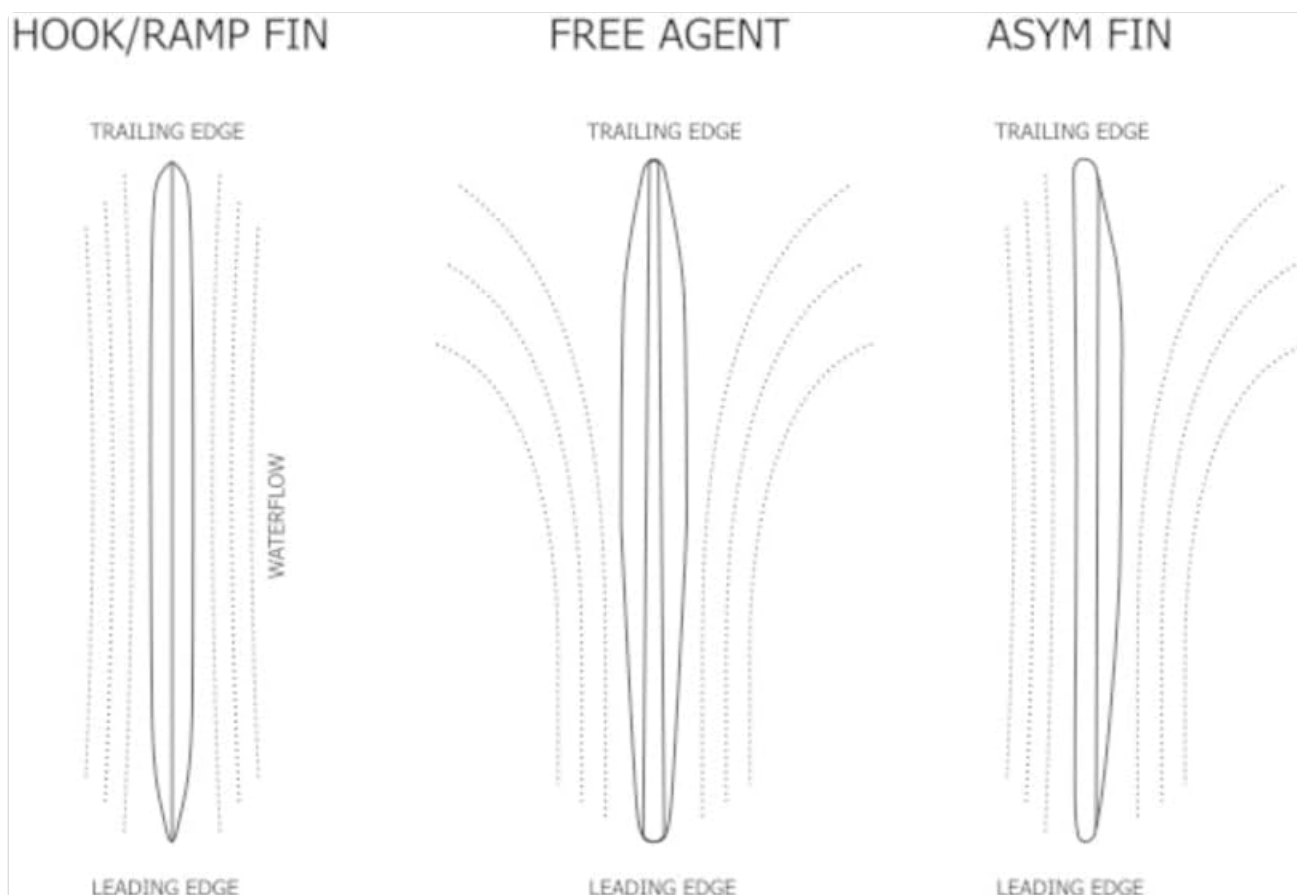 HOOK/RAMP FIN
FREE AGENT
ASYM FIN
TRAILING EDGE
TRAILING EDGE
TRAILING EDGE
WATERFLOW
LEADING EDGE
LEADING EDGE
LEADING EDGE